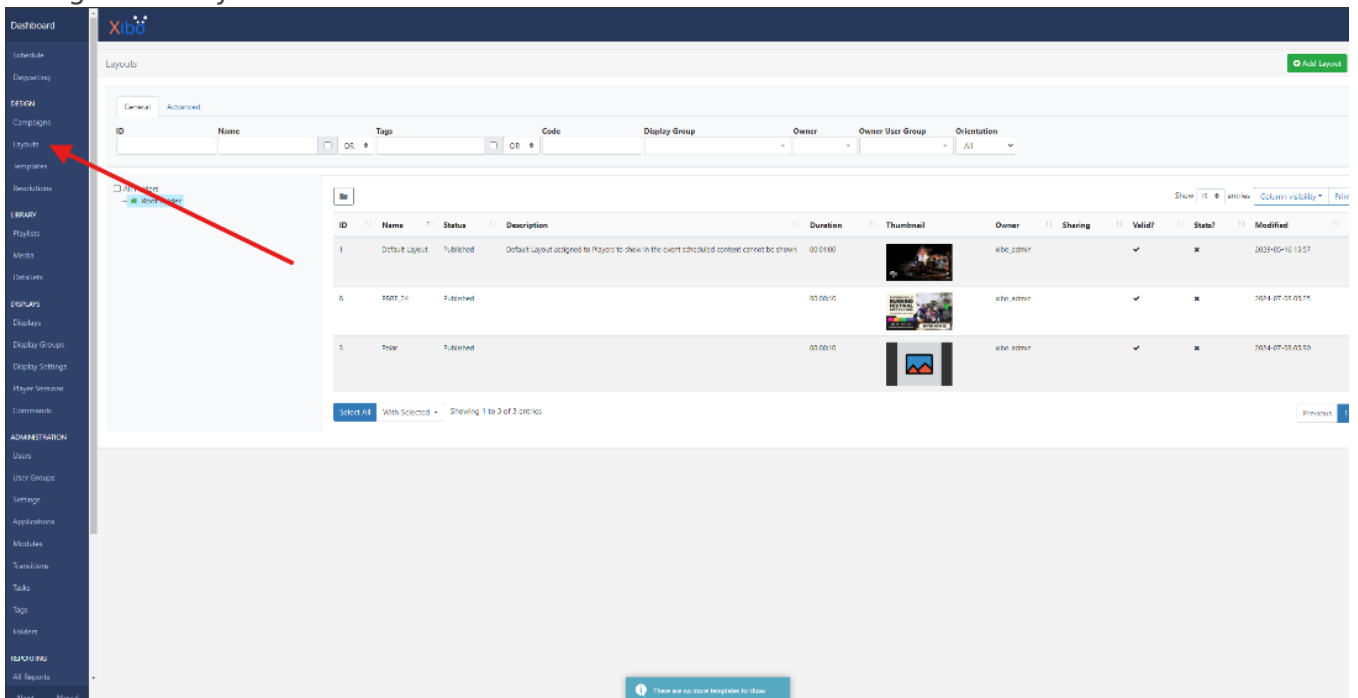 Dashboard
Xibo
Schedule
Dayparting
DESIGN
Campaigns
Layouts
Templates
Resolutions
LIBRARY
Playlists
Media
DataSets
DISPLAYS
Displays
Display Groups
Display Settings
Player Versions
Commands
ADMINISTRATION
Users
User Groups
Settings
Applications
Modules
Transitions
Tasks
Tags
Folders
REPORTING
All Reports
Layouts
Add Layout
General Advanced
ID Name Tags Code Display Group Owner Owner User Group Orientation
OR OR All
All Folders
Root Folder
Show entries Column visibility
ID Name Status Description Duration Thumbnail Owner Sharing Valid? Stats? Modified
1 Default Layout Published Default Layout assigned to Players to show in the event scheduled content cannot be shown. 00:01:00 xibo_admin
Published 00:00:10 xibo_admin
Polar Published 00:00:10 xibo_admin
Select All With Selected Showing 1 to 3 of 3 entries
Previous 1
There are no more templates to show